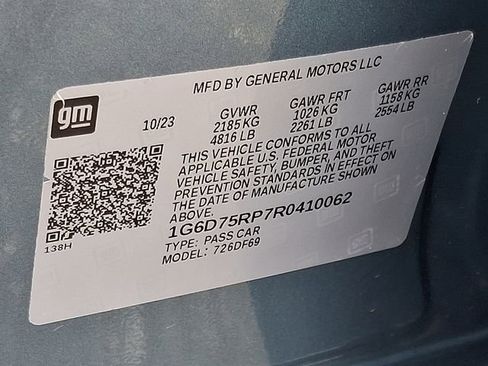 MFD BY GENERAL MOTORS LLC
gm
10/23 GVWR GAWR FRT GAWR RR
2185 KG 1026 KG 1158 KG
4816 LB 2261 LB 2554 LB
THIS VEHICLE CONFORMS TO ALL
APPLICABLE U.S. FEDERAL MOTOR
VEHICLE SAFETY, BUMPER, AND THEFT
PREVENTION STANDARDS IN EFFECT ON
THE DATE OF MANUFACTURE SHOWN
ABOVE.
1G6D75RP7R0410062
TYPE: PASS CAR
MODEL: 726DF69
138H